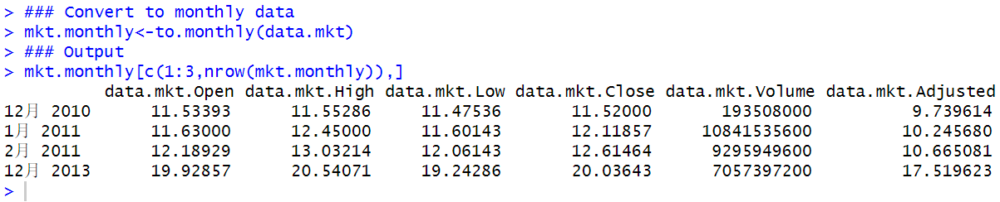 > ### Convert to monthly data
> mkt.monthly<-to.monthly(data.mkt)
> ### Output
> mkt.monthly[c(1:3,nrow(mkt.monthly)),]
         data.mkt.Open data.mkt.High data.mkt.Low data.mkt.Close data.mkt.Volume data.mkt.Adjusted
12月 2010      11.53393      11.55286     11.47536       11.52000       193508000          9.739614
1月 2011       11.63000      12.45000     11.60143       12.11857     10841535600         10.245680
2月 2011       12.18929      13.03214     12.06143       12.61464      9295949600         10.665081
12月 2013      19.92857      20.54071     19.24286       20.03643      7057397200         17.519623
>